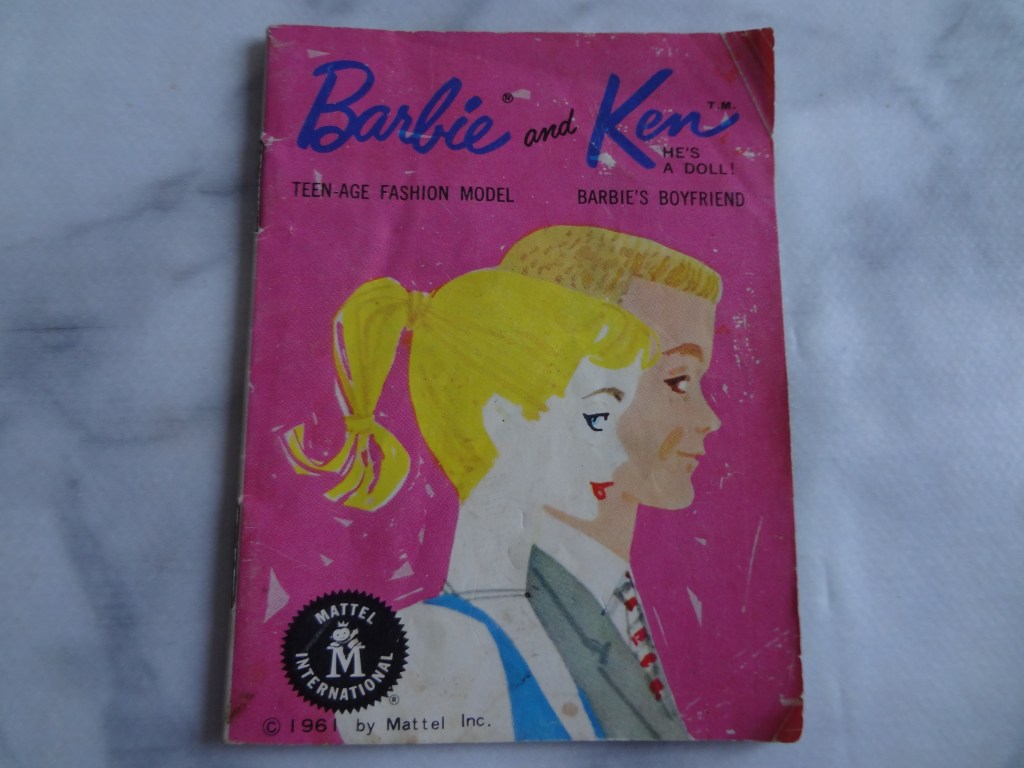 Barbie® and Ken T.M.
HE'S
A DOLL!
TEEN-AGE FASHION MODEL
BARBIE'S BOYFRIEND
MATTEL
M
INTERNATIONAL
®
© 1961 by Mattel Inc.